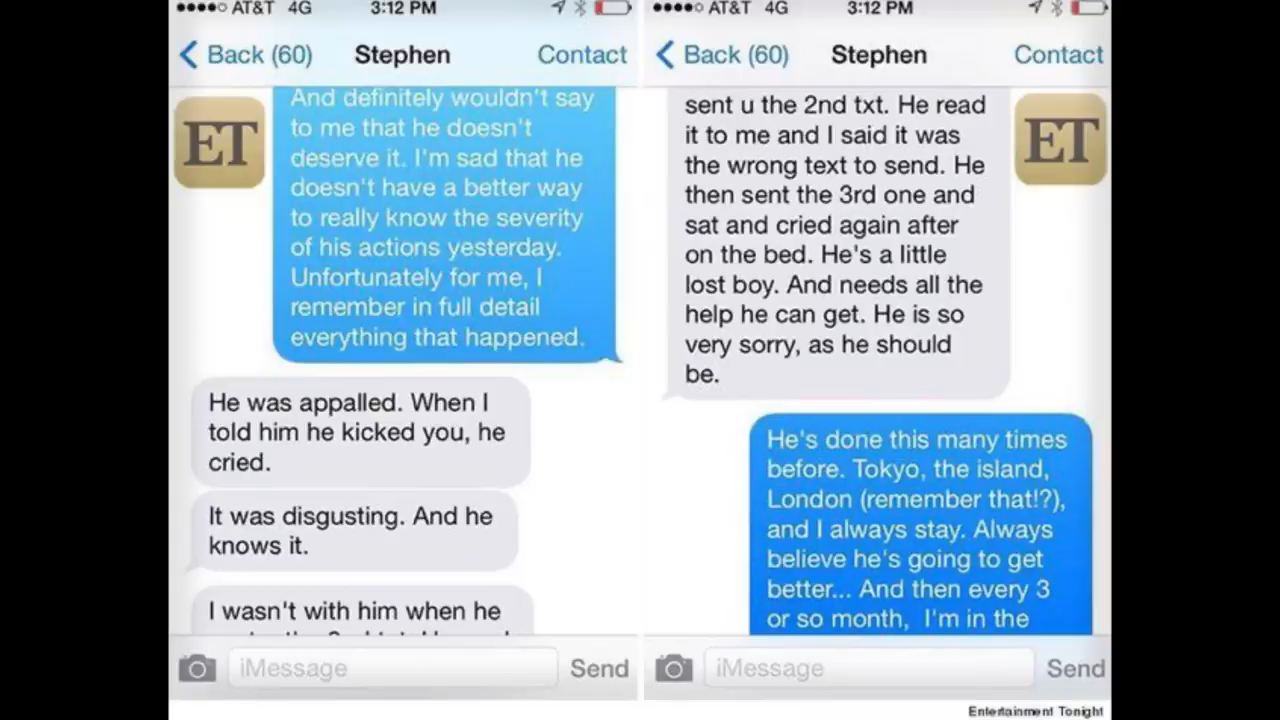 AT&T 4G 3:12 PM
Back (60) Stephen Contact
ET
And definitely wouldn't say
to me that he doesn't
deserve it. I'm sad that he
doesn't have a better way
to really know the severity
of his actions yesterday.
Unfortunately for me, I
remember in full detail
everything that happened.
He was appalled. When I
told him he kicked you, he
cried.
It was disgusting. And he
knows it.
I wasn't with him when he
iMessage Send
AT&T 4G 3:12 PM
Back (60) Stephen Contact
ET
sent u the 2nd txt. He read
it to me and I said it was
the wrong text to send. He
then sent the 3rd one and
sat and cried again after
on the bed. He's a little
lost boy. And needs all the
help he can get. He is so
very sorry, as he should
be.
He's done this many times
before. Tokyo, the island,
London (remember that!?),
and I always stay. Always
believe he's going to get
better... And then every 3
or so month, I'm in the
iMessage Send
Entertainment Tonight